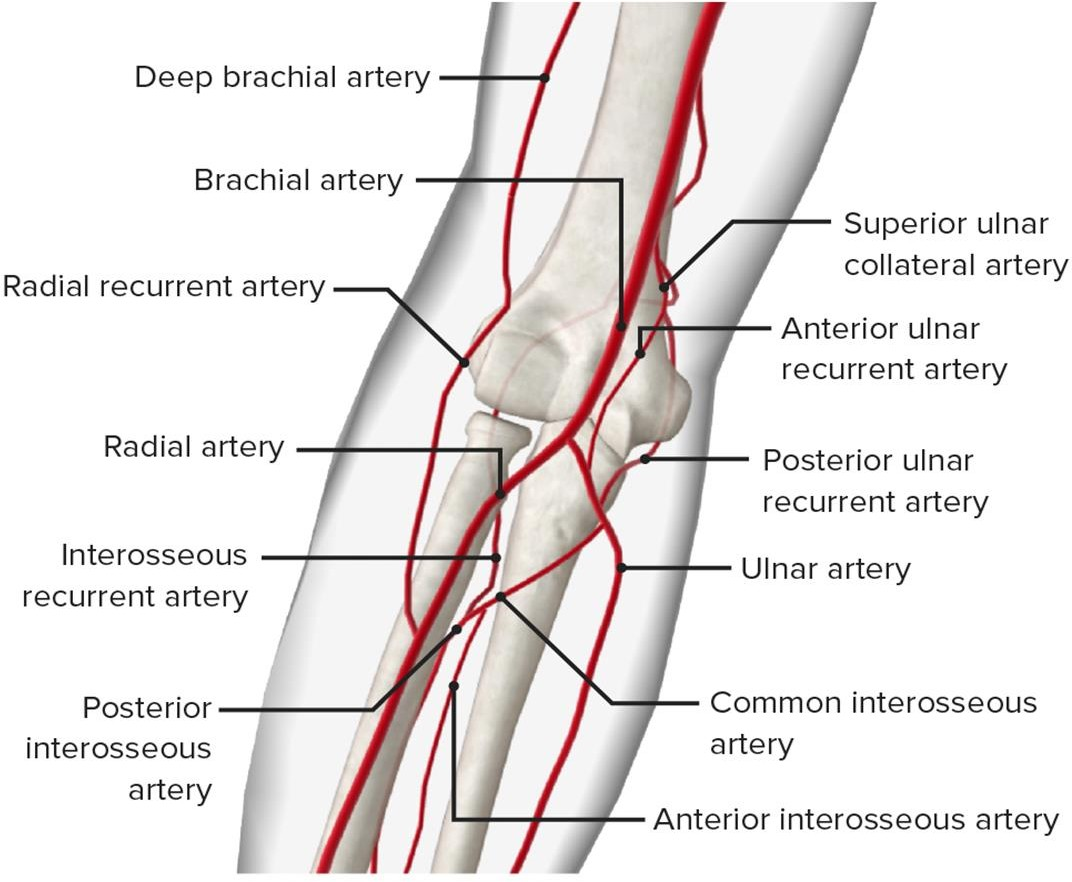 Deep brachial artery
Brachial artery
Superior ulnar
collateral artery
Radial recurrent artery
Anterior ulnar
recurrent artery
Radial artery
Posterior ulnar
recurrent artery
Interosseous
recurrent artery
Ulnar artery
Posterior
interosseous
artery
Common interosseous
artery
Anterior interosseous artery